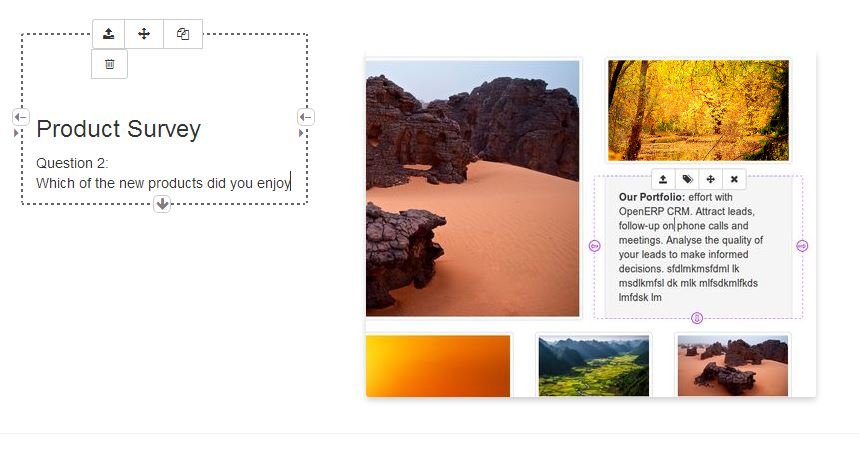 Product Survey
Question 2:
Which of the new products did you enjoy
Our Portfolio: effort with
OpenERP CRM. Attract leads,
follow-up on phone calls and
meetings. Analyse the quality of
your leads to make informed
decisions. sfdlmkmsfdml lk
msdlkmfsl dk mlk mlfsdkmlfkds
lmfdsk lm